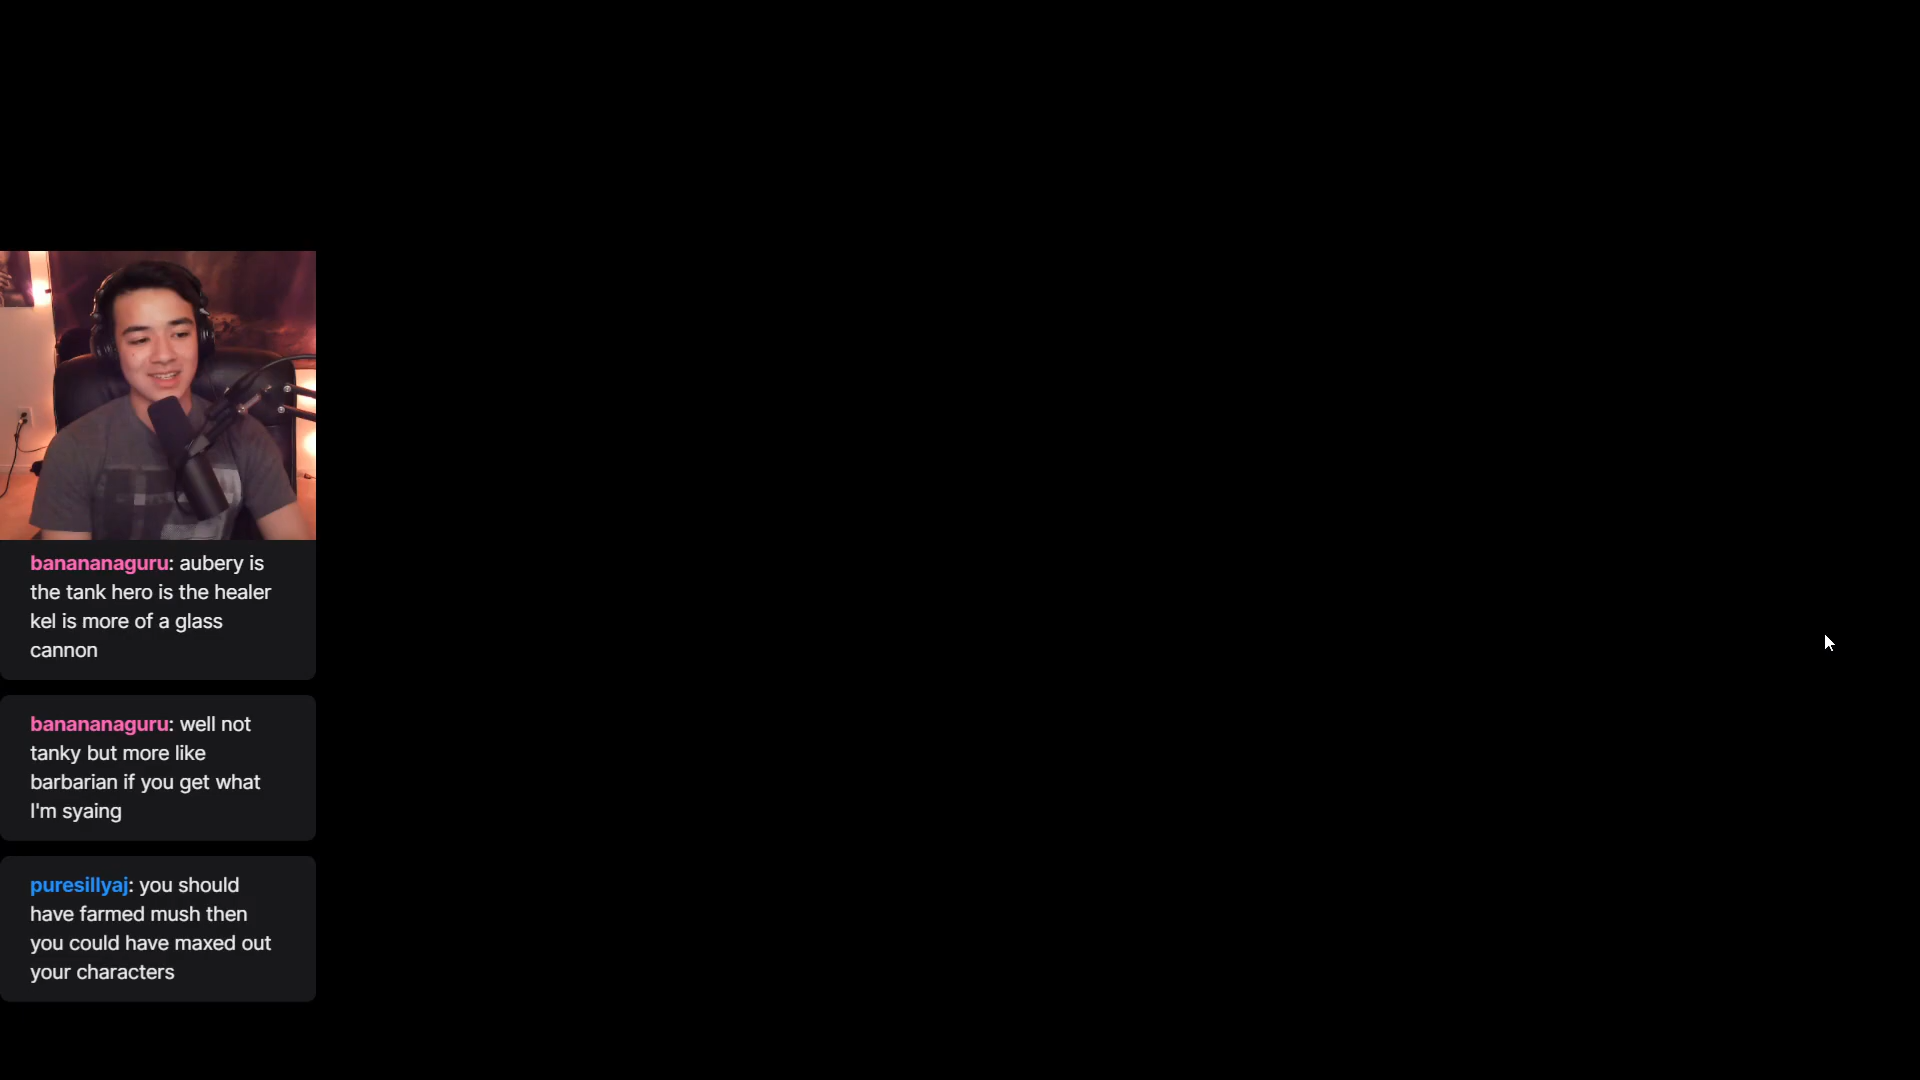 banananaguru: aubery is
the tank hero is the healer
kel is more of a glass
cannon
banananaguru: well not
tanky but more like
barbarian if you get what
I'm syaing
puresillyaj: you should
have farmed mush then
you could have maxed out
your characters